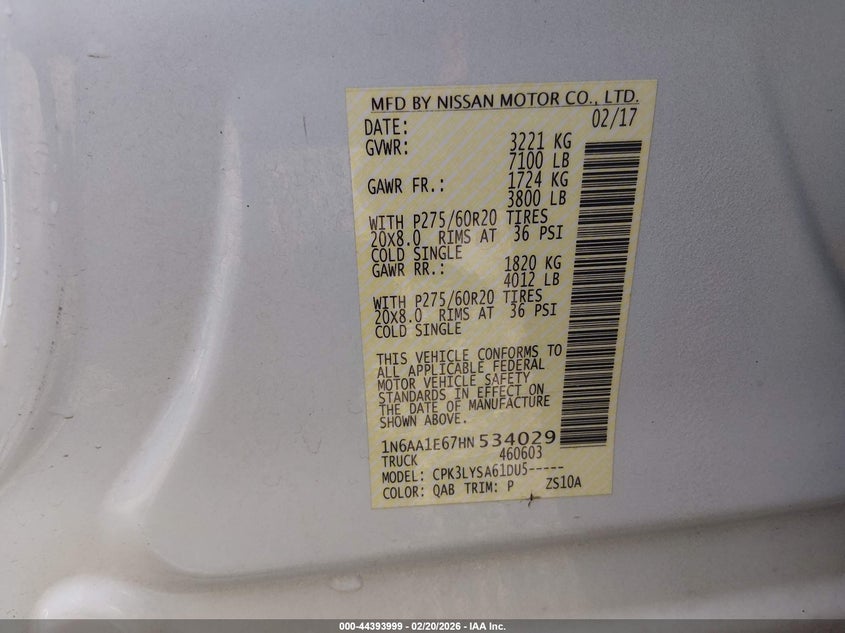 MFD BY NISSAN MOTOR CO., LTD.
DATE: 02/17
GVWR: 3221 KG
7100 LB
GAWR FR.: 1724 KG
3800 LB
WITH P275/60R20 TIRES
20X8.0 RIMS AT 36 PSI
COLD SINGLE
GAWR RR.: 1820 KG
4012 LB
WITH P275/60R20 TIRES
20X8.0 RIMS AT 36 PSI
COLD SINGLE
THIS VEHICLE CONFORMS TO
ALL APPLICABLE FEDERAL
MOTOR VEHICLE SAFETY
STANDARDS IN EFFECT ON
THE DATE OF MANUFACTURE
SHOWN ABOVE.
1N6AA1E67HN534029
TRUCK 460603
MODEL: CPK3LYSA61DU5-----
COLOR: QAB TRIM: P ZS10A
000-44393999 — 02/20/2026 — IAA Inc.